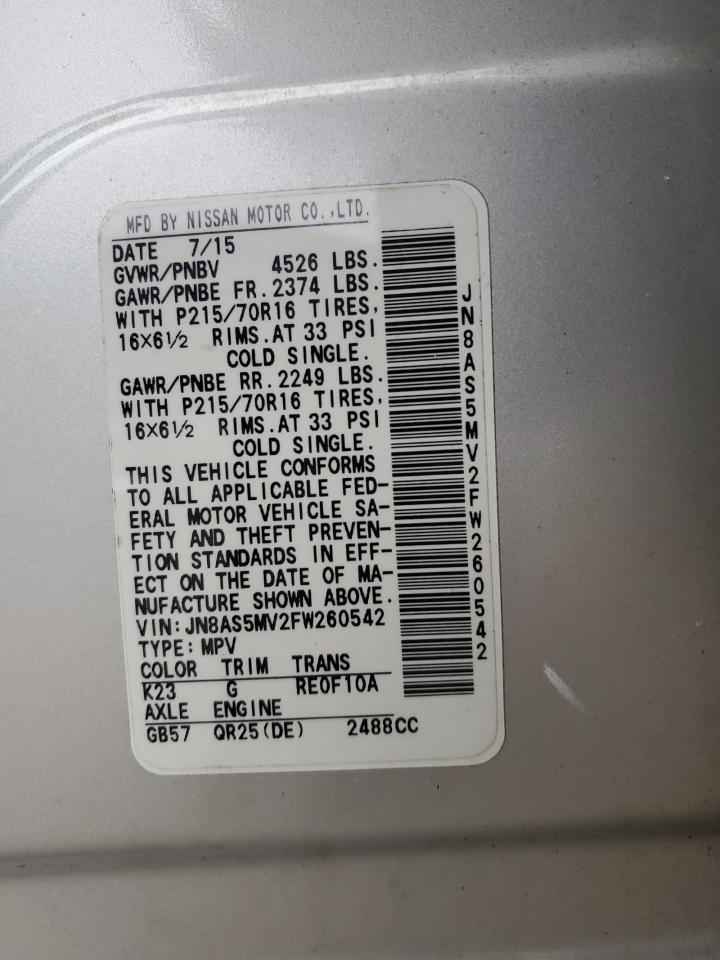 MFD BY NISSAN MOTOR CO.,LTD.
DATE 7/15
GVWR/PNBV 4526 LBS.
GAWR/PNBE FR.2374 LBS.
WITH P215/70R16 TIRES,
16×6½ RIMS.AT 33 PSI
COLD SINGLE.
GAWR/PNBE RR.2249 LBS.
WITH P215/70R16 TIRES,
16×6½ RIMS.AT 33 PSI
COLD SINGLE.
THIS VEHICLE CONFORMS
TO ALL APPLICABLE FED-
ERAL MOTOR VEHICLE SA-
FETY AND THEFT PREVEN-
TION STANDARDS IN EFF-
ECT ON THE DATE OF MA-
NUFACTURE SHOWN ABOVE.
VIN:JN8AS5MV2FW260542
TYPE:MPV
COLOR TRIM TRANS
K23 G RE0F10A
AXLE ENGINE
GB57 QR25(DE) 2488CC
JN8AS5MV2FW260542